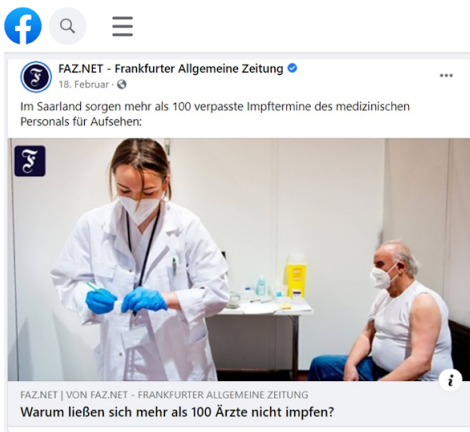 FAZ.NET - Frankfurter Allgemeine Zeitung
18. Februar ·
Im Saarland sorgen mehr als 100 verpasste Impftermine des medizinischen
Personals für Aufsehen:
FAZ.NET | VON FAZ.NET - FRANKFURTER ALLGEMEINE ZEITUNG
Warum ließen sich mehr als 100 Ärzte nicht impfen?